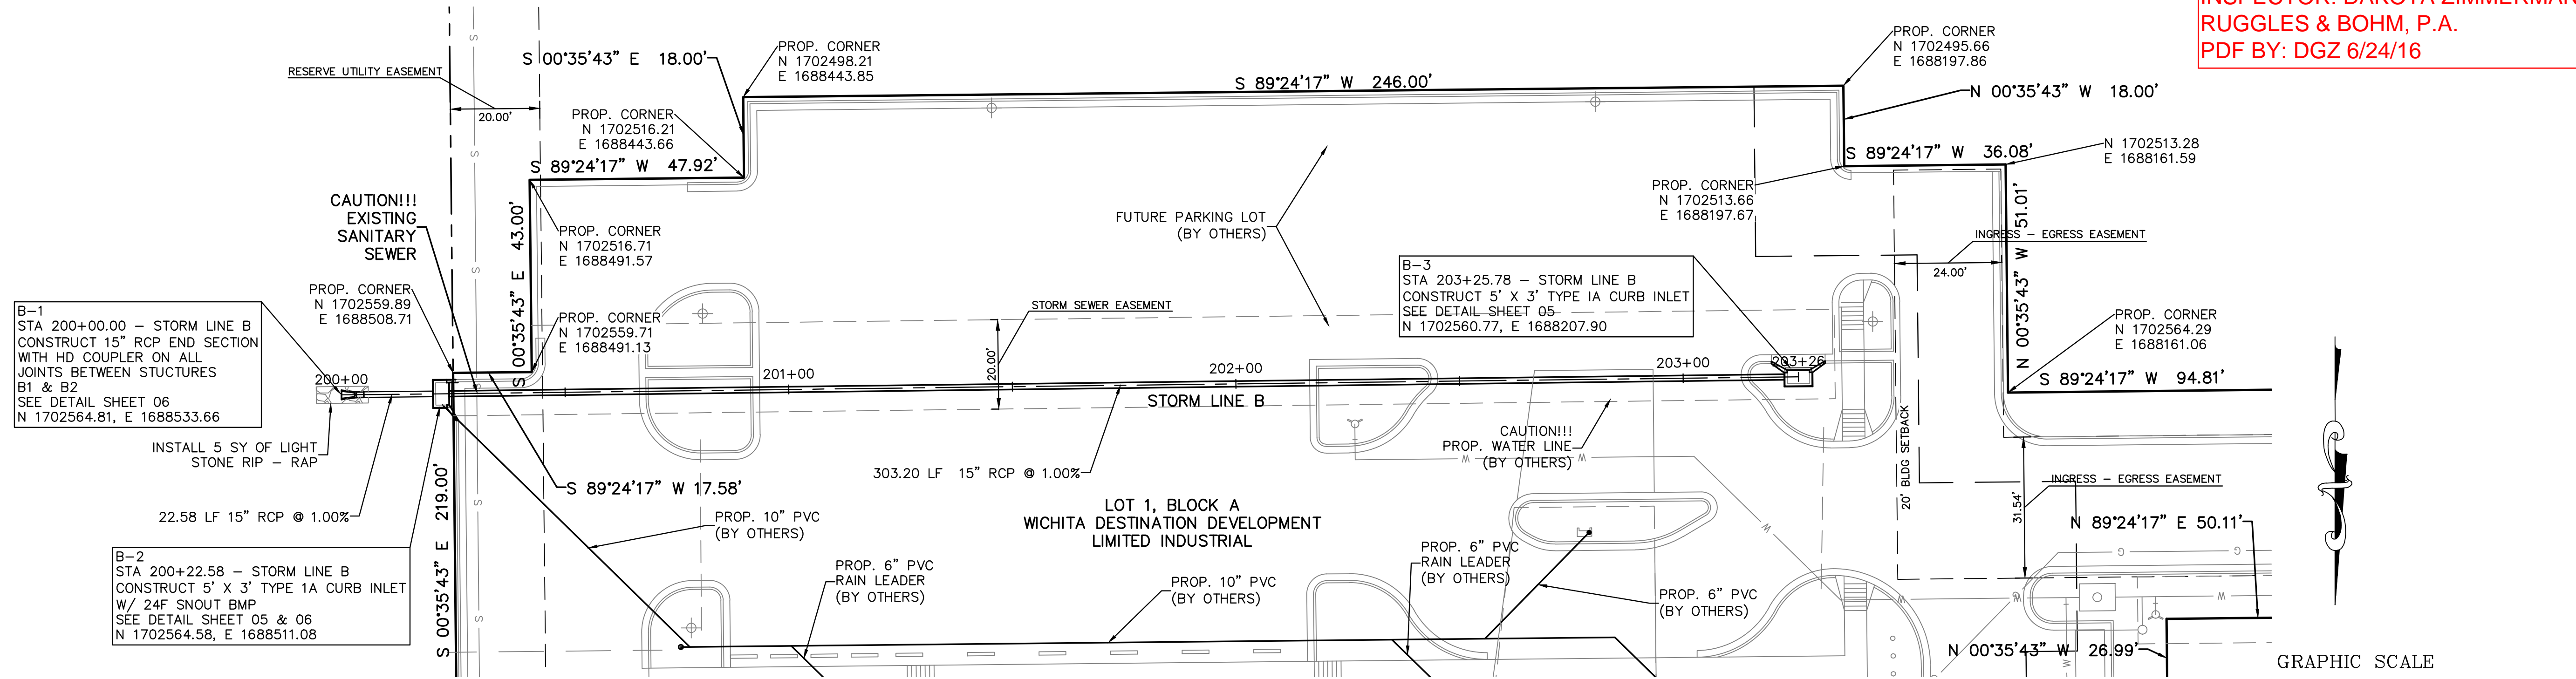 INSPECTOR: DAKOTA ZIMMERMAN
RUGGLES & BOHM, P.A.
PDF BY: DGZ 6/24/16
RESERVE UTILITY EASEMENT
20.00'
S 00°35'43" E 18.00'
PROP. CORNER
N 1702498.21
E 1688443.85
S 89°24'17" W 246.00'
PROP. CORNER
N 1702495.66
E 1688197.86
N 00°35'43" W 18.00'
PROP. CORNER
N 1702516.21
E 1688443.66
S 89°24'17" W 47.92'
S 89°24'17" W 36.08'
N 1702513.28
E 1688161.59
CAUTION!!!
EXISTING
SANITARY
SEWER
S 00°35'43" E 43.00'
PROP. CORNER
N 1702516.71
E 1688491.57
FUTURE PARKING LOT
(BY OTHERS)
PROP. CORNER
N 1702513.66
E 1688197.67
N 00°35'43" W 51.01'
INGRESS - EGRESS EASEMENT
24.00'
PROP. CORNER
N 1702559.89
E 1688508.71
PROP. CORNER
N 1702559.71
E 1688491.13
STORM SEWER EASEMENT
20.00'
B-3
STA 203+25.78 - STORM LINE B
CONSTRUCT 5' X 3' TYPE IA CURB INLET
SEE DETAIL SHEET 05
N 1702560.77, E 1688207.90
PROP. CORNER
N 1702564.29
E 1688161.06
S 89°24'17" W 94.81'
B-1
STA 200+00.00 - STORM LINE B
CONSTRUCT 15" RCP END SECTION
WITH HD COUPLER ON ALL
JOINTS BETWEEN STUCTURES
B1 & B2
SEE DETAIL SHEET 06
N 1702564.81, E 1688533.66
200+00
201+00
202+00
203+00
203+26
STORM LINE B
INSTALL 5 SY OF LIGHT
STONE RIP - RAP
22.58 LF 15" RCP @ 1.00%
S 89°24'17" W 17.58'
303.20 LF 15" RCP @ 1.00%
CAUTION!!!
PROP. WATER LINE
(BY OTHERS)
20' BLDG SETBACK
INGRESS - EGRESS EASEMENT
31.54'
N 89°24'17" E 50.11'
LOT 1, BLOCK A
WICHITA DESTINATION DEVELOPMENT
LIMITED INDUSTRIAL
S 00°35'43" E 219.00'
PROP. 10" PVC
(BY OTHERS)
B-2
STA 200+22.58 - STORM LINE B
CONSTRUCT 5' X 3' TYPE 1A CURB INLET
W/ 24F SNOUT BMP
SEE DETAIL SHEET 05 & 06
N 1702564.58, E 1688511.08
PROP. 6" PVC
RAIN LEADER
(BY OTHERS)
PROP. 10" PVC
(BY OTHERS)
PROP. 6" PVC
RAIN LEADER
(BY OTHERS)
PROP. 6" PVC
(BY OTHERS)
N 00°35'43" W 26.99'
GRAPHIC SCALE
S
S
S
S
S
S
W
W
W
W
W
W
W
G
G
G